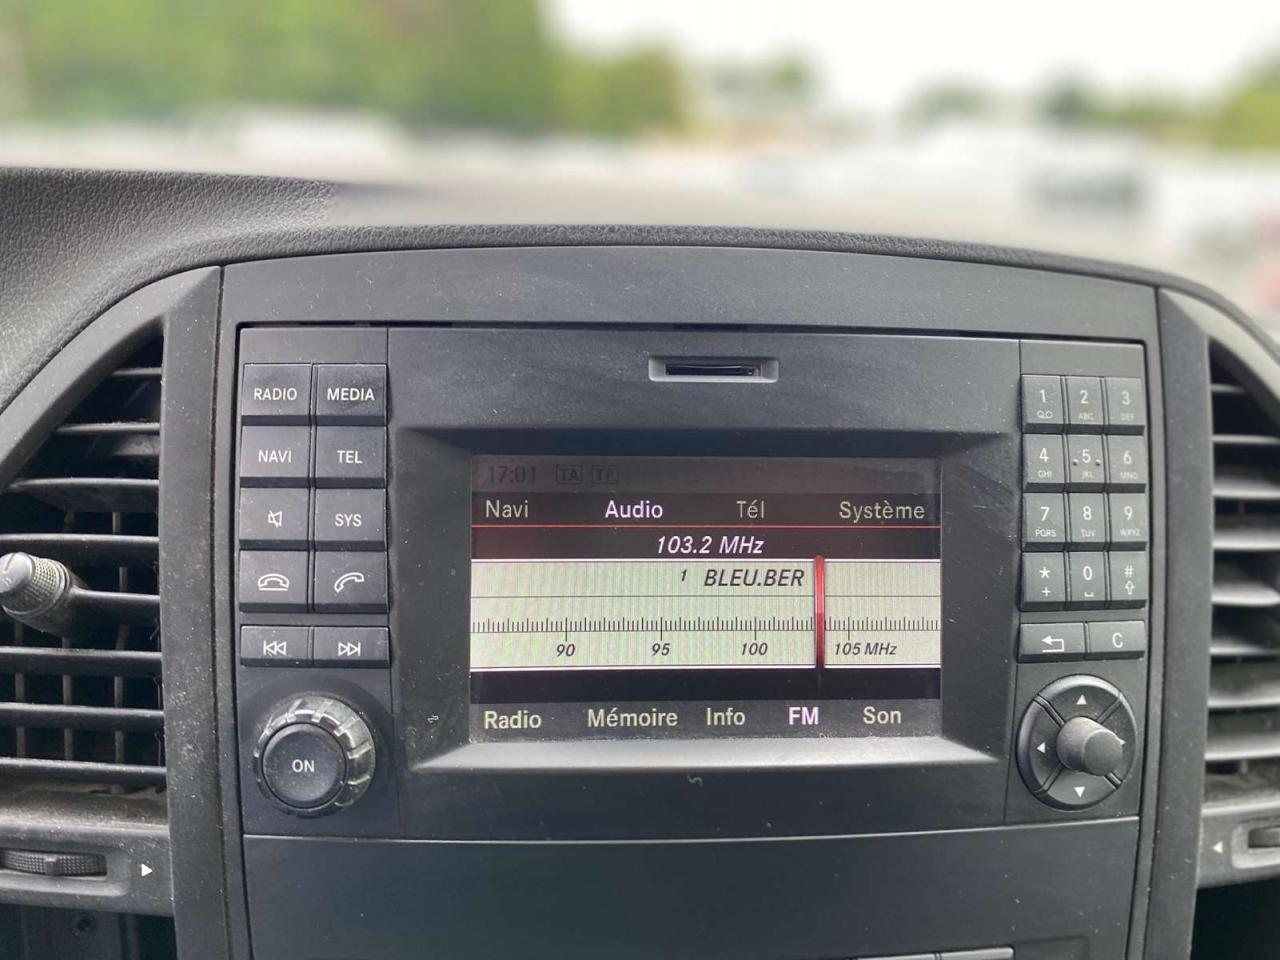 RADIO MEDIA
NAVI TEL
SYS
ON
17:01 TA TP
Navi Audio Tél Système
103.2 MHz
1 BLEU.BER
90 95 100 105 MHz
Radio Mémoire Info FM Son
1 2 3
ABC DEF
4 5 6
GHI JKL MNO
7 8 9
PQRS TUV WXYZ
* 0 #
+
C